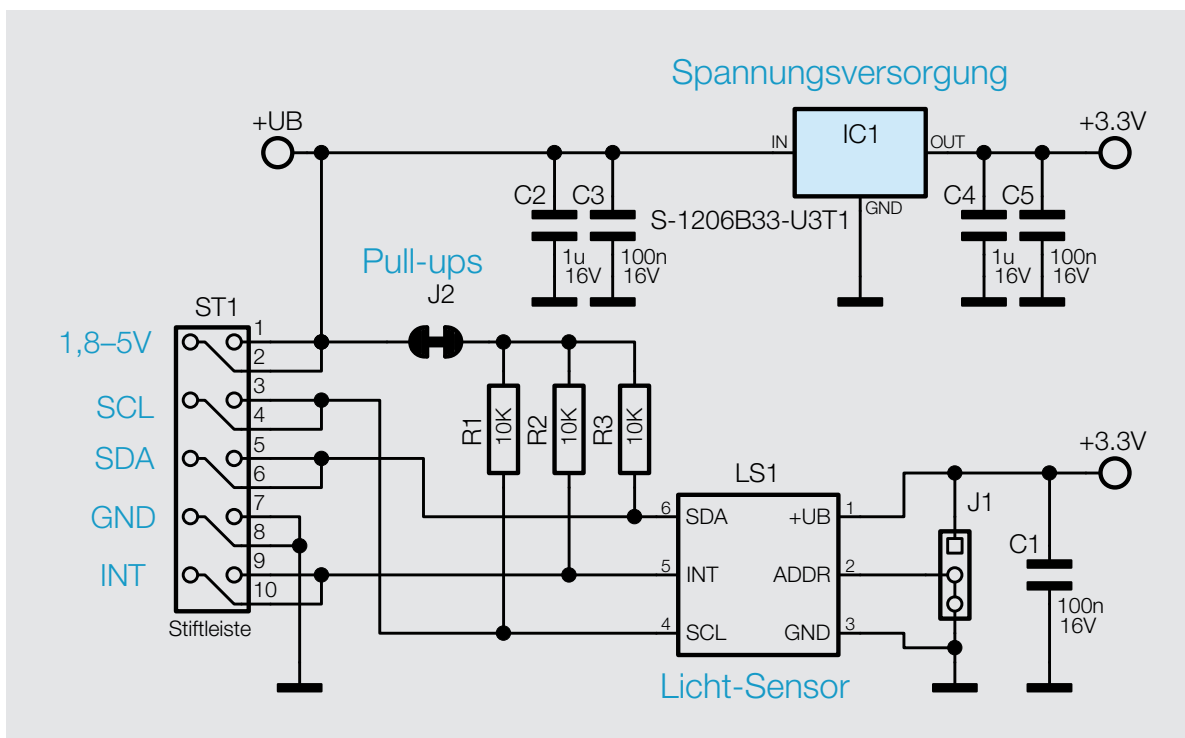 Spannungsversorgung
+UB
IN
IC1
OUT
+3.3V
GND
S-1206B33-U3T1
C2
1u
16V
C3
100n
16V
C4
1u
16V
C5
100n
16V
Pull-ups
J2
ST1
1,8–5V
1
2
SCL
3
4
SDA
5
6
GND
7
8
INT
9
10
Stiftleiste
R1
10K
R2
10K
R3
10K
LS1
6
SDA
+UB
1
5
INT
ADDR
2
4
SCL
GND
3
Licht-Sensor
+3.3V
J1
C1
100n
16V